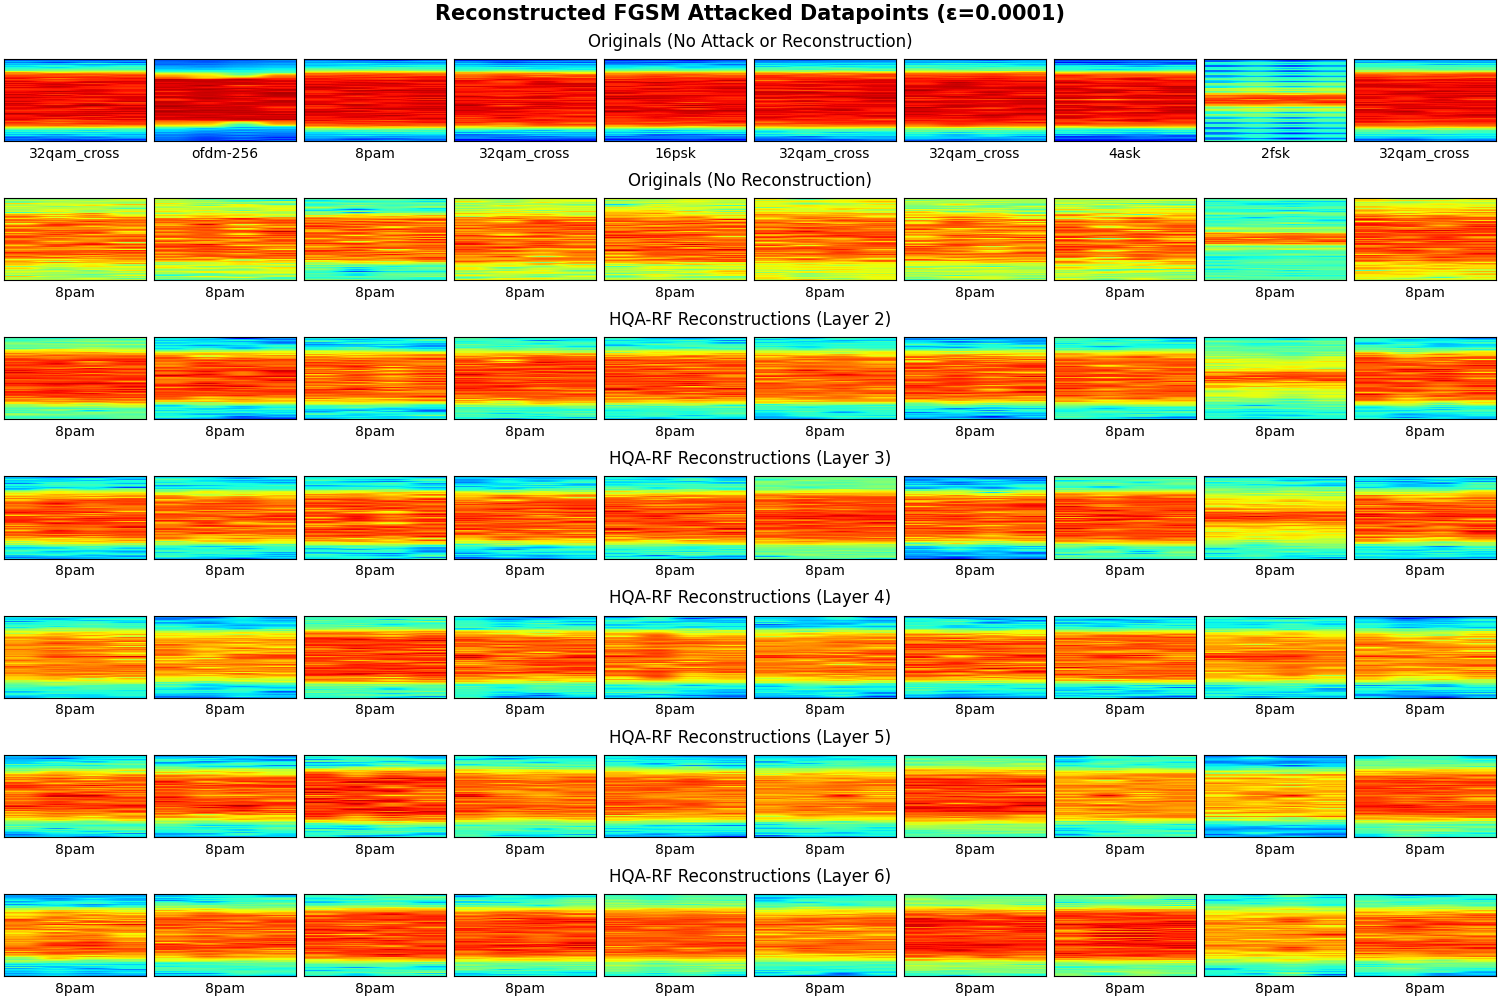 Reconstructed FGSM Attacked Datapoints (ε=0.0001)
Originals (No Attack or Reconstruction)
32qam_cross ofdm-256 8pam 32qam_cross 16psk 32qam_cross 32qam_cross 4ask 2fsk 32qam_cross
Originals (No Reconstruction)
8pam 8pam 8pam 8pam 8pam 8pam 8pam 8pam 8pam 8pam
HQA-RF Reconstructions (Layer 2)
8pam 8pam 8pam 8pam 8pam 8pam 8pam 8pam 8pam 8pam
HQA-RF Reconstructions (Layer 3)
8pam 8pam 8pam 8pam 8pam 8pam 8pam 8pam 8pam 8pam
HQA-RF Reconstructions (Layer 4)
8pam 8pam 8pam 8pam 8pam 8pam 8pam 8pam 8pam 8pam
HQA-RF Reconstructions (Layer 5)
8pam 8pam 8pam 8pam 8pam 8pam 8pam 8pam 8pam 8pam
HQA-RF Reconstructions (Layer 6)
8pam 8pam 8pam 8pam 8pam 8pam 8pam 8pam 8pam 8pam